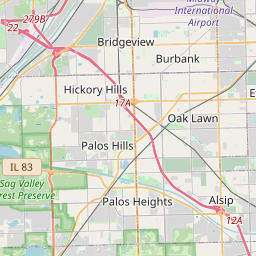 Midway
International
Airport
279B
22
Bridgeview
Burbank
Hickory Hills
17A
Oak Lawn
E
Palos Hills
IL 83
Sag Valley
rest Preserve
Palos Heights
Alsip
12A